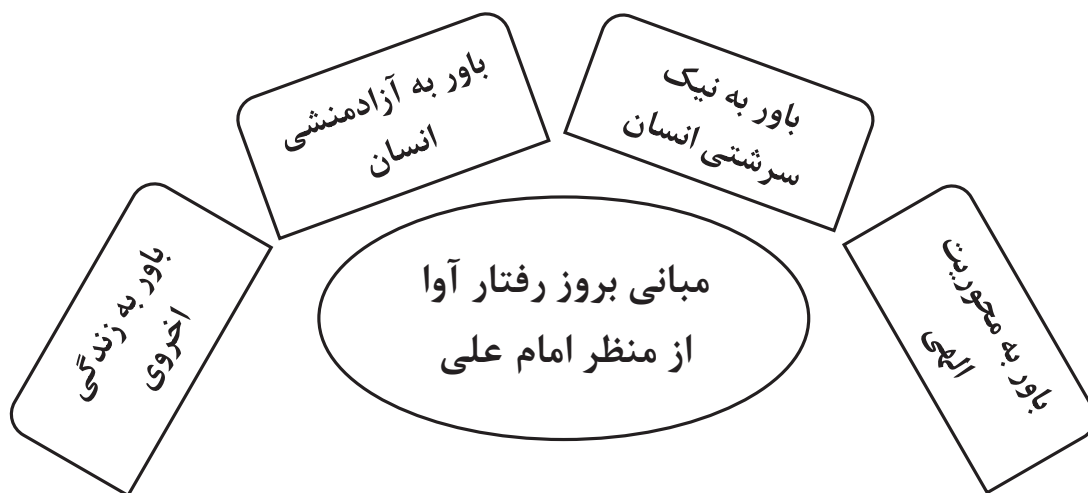 باور به محوریت
الهی
باور به نیک
سرشتی انسان
باور به آزادمنشی
انسان
باور به زندگی
اخروی
مبانی بروز رفتار آوا
از منظر امام علی